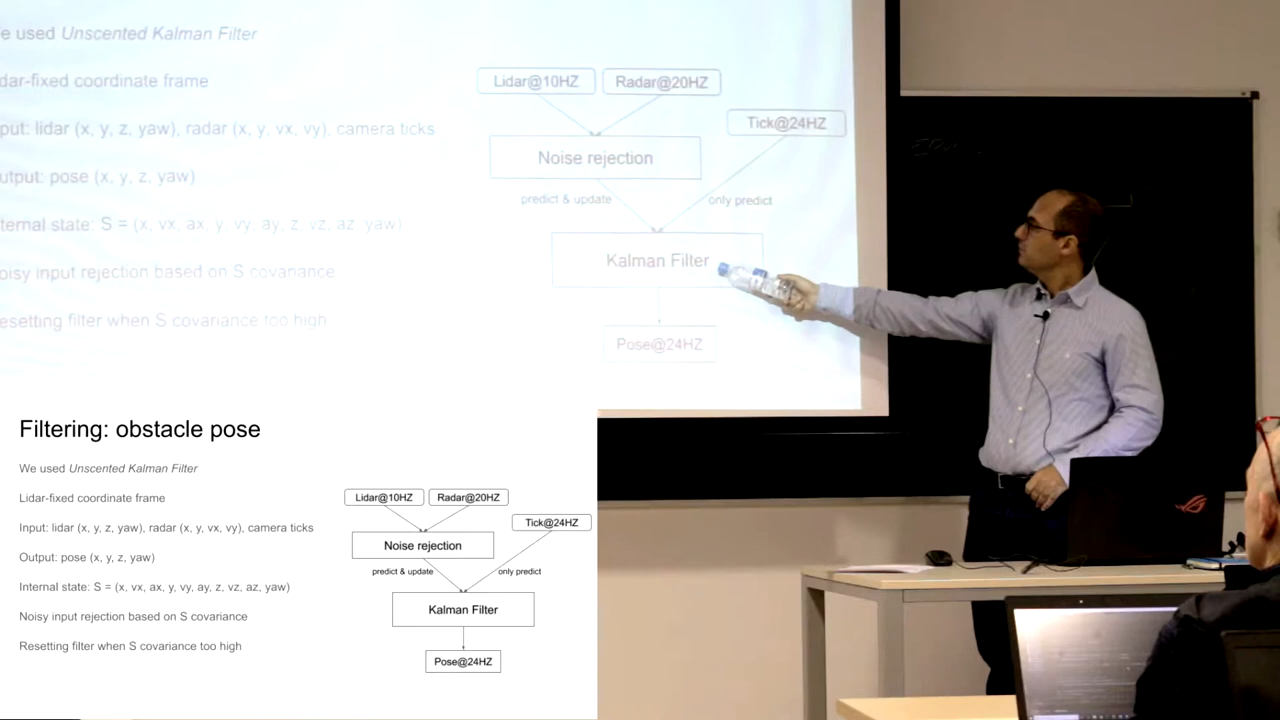 e used Unscented Kalman Filter
dar-fixed coordinate frame
put: lidar (x, y, z, yaw), radar (x, y, vx, vy), camera ticks
utput: pose (x, y, z, yaw)
ternal state: S = (x, vx, ax, y, vy, ay, z, vz, az, yaw)
oisy input rejection based on S covariance
esetting filter when S covariance too high
Lidar@10HZ
Radar@20HZ
Tick@24HZ
Noise rejection
predict & update
only predict
Kalman Filter
Pose@24HZ
Filtering: obstacle pose
We used Unscented Kalman Filter
Lidar-fixed coordinate frame
Input: lidar (x, y, z, yaw), radar (x, y, vx, vy), camera ticks
Output: pose (x, y, z, yaw)
Internal state: S = (x, vx, ax, y, vy, ay, z, vz, az, yaw)
Noisy input rejection based on S covariance
Resetting filter when S covariance too high
Lidar@10HZ
Radar@20HZ
Tick@24HZ
Noise rejection
predict & update
only predict
Kalman Filter
Pose@24HZ